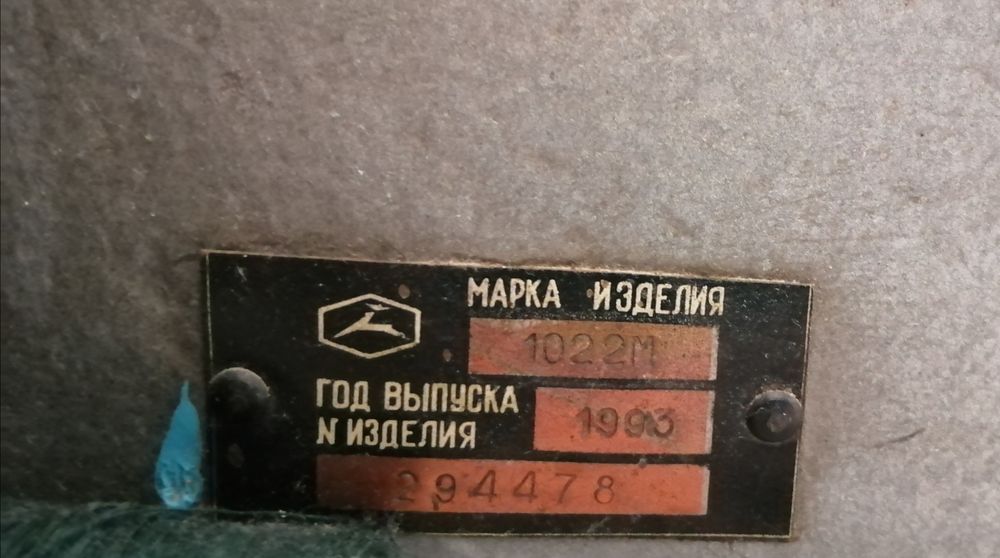 МАРКА ИЗДЕЛИЯ
1022М
ГОД ВЫПУСКА 1993
N ИЗДЕЛИЯ
294478